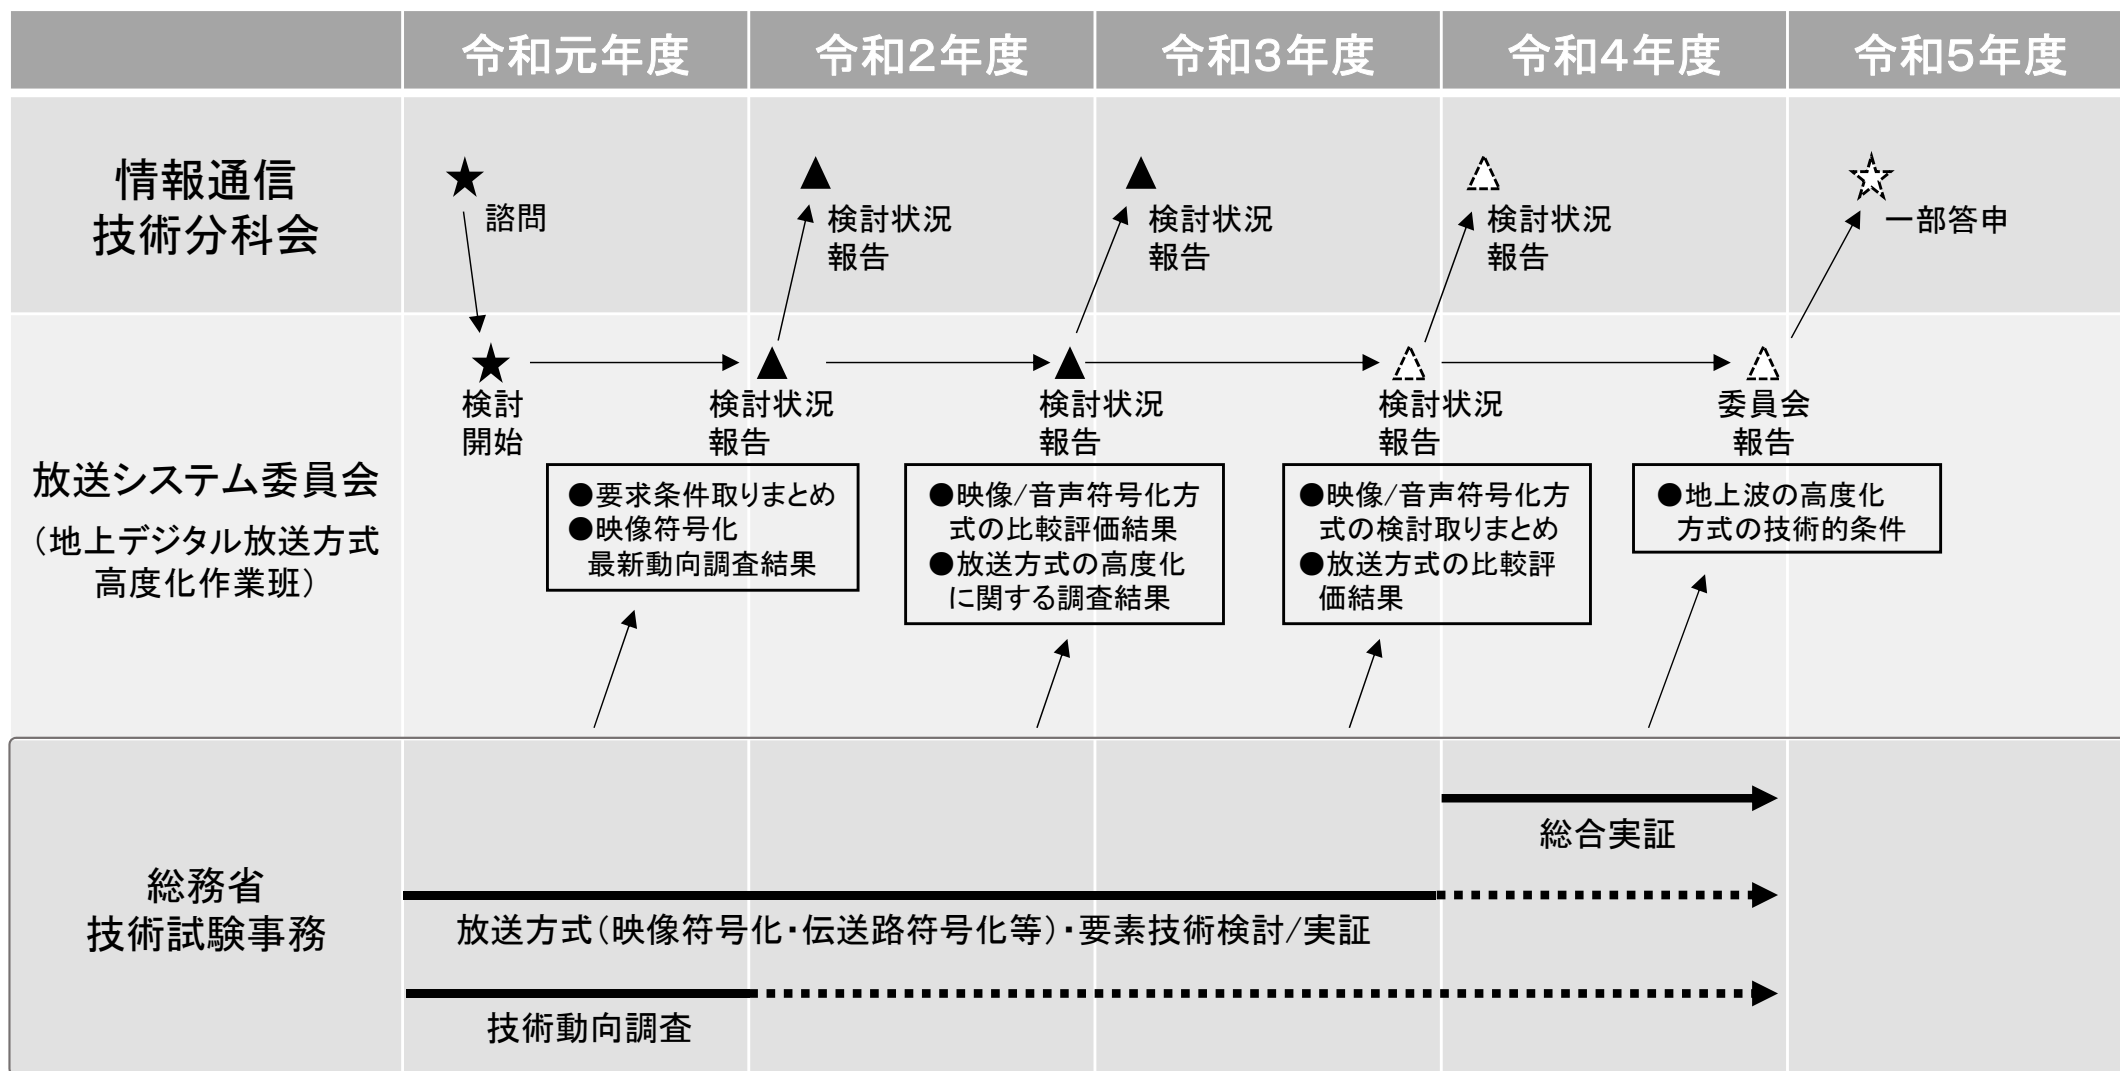 令和元年度
令和2年度
令和3年度
令和4年度
令和5年度
情報通信
技術分科会
諮問
検討状況
報告
検討状況
報告
検討状況
報告
一部答申
放送システム委員会
（地上デジタル放送方式
高度化作業班）
検討
開始
検討状況
報告
検討状況
報告
検討状況
報告
委員会
報告
●要求条件取りまとめ
●映像符号化
最新動向調査結果
●映像/音声符号化方
式の比較評価結果
●放送方式の高度化
に関する調査結果
●映像/音声符号化方
式の検討取りまとめ
●放送方式の比較評
価結果
●地上波の高度化
方式の技術的条件
総務省
技術試験事務
総合実証
放送方式（映像符号化・伝送路符号化等）・要素技術検討/実証
技術動向調査